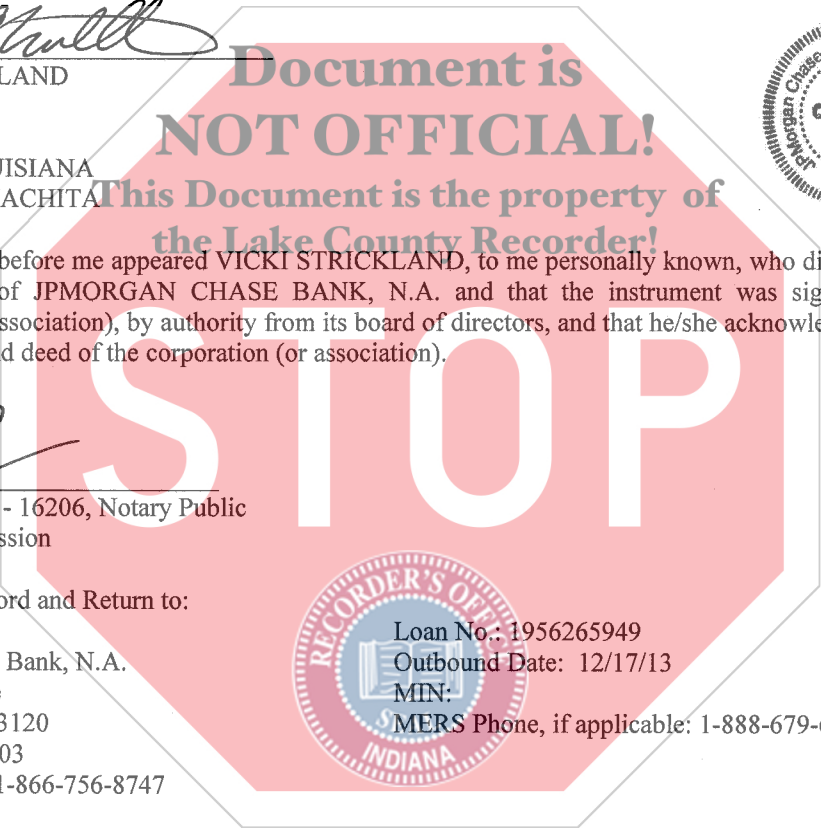 LAND
Document is
NOT OFFICIAL!
UISIANA
ACHITA
This Document is the property of
the Lake County Recorder!
JPMorgan Chase
before me appeared VICKI STRICKLAND, to me personally known, who di
of JPMORGAN CHASE BANK, N.A. and that the instrument was sig
ssociation), by authority from its board of directors, and that he/she acknowle
d deed of the corporation (or association).
STOP
- 16206, Notary Public
ssion
ord and Return to:
Bank, N.A.
3120
03
1-866-756-8747
RECORDER'S OFFIC
INDIANA
Loan No.: 1956265949
Outbound Date: 12/17/13
MIN:
MERS Phone, if applicable: 1-888-679-